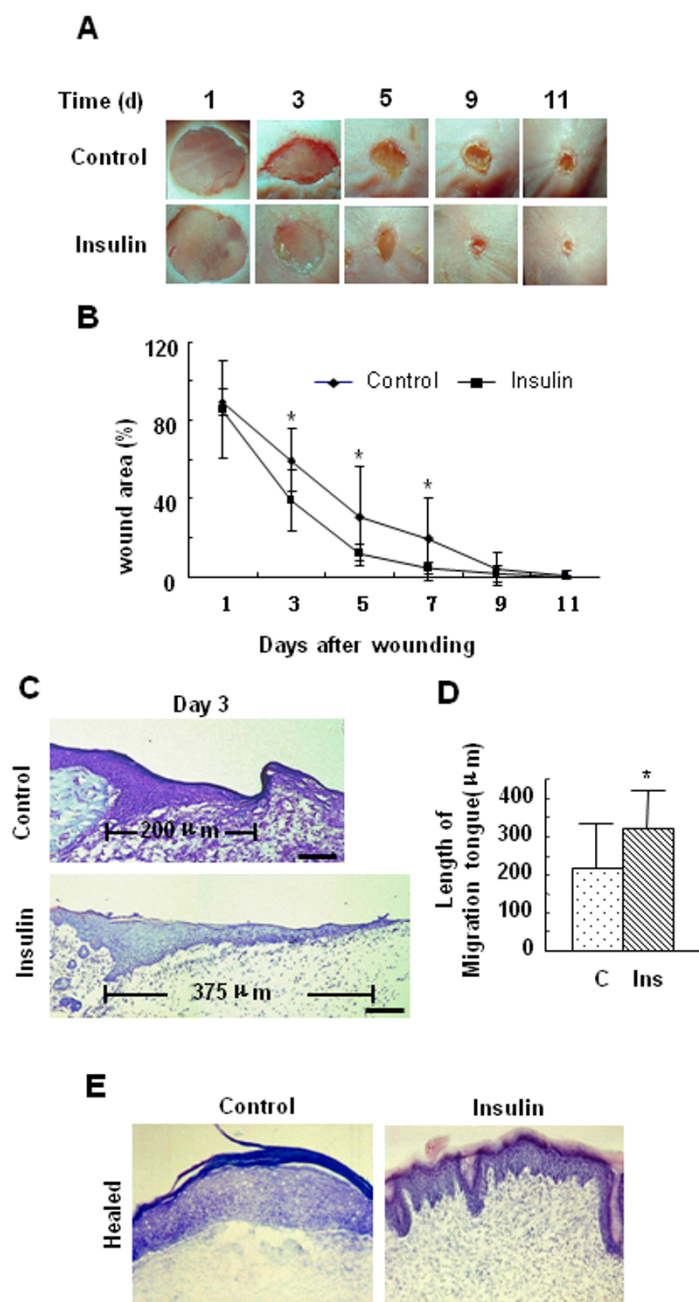 A
Time (d) 1 3 5 9 11
Control
Insulin
B
120
80
40
0
wound area (%)
Control Insulin
*
*
*
1 3 5 7 9 11
Days after wounding
C
Day 3
Control
200 μm
Insulin
375 μm
D
Length of
Migration tongue(μm)
400
300
200
100
0
*
C Ins
E
Control Insulin
Healed